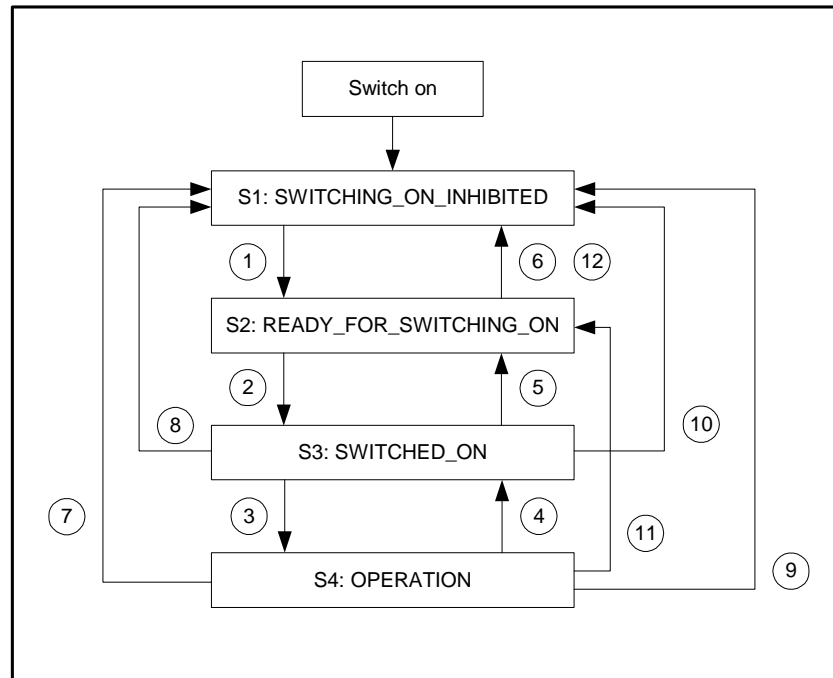 Switch on
S1: SWITCHING_ON_INHIBITED
1
6
12
S2: READY_FOR_SWITCHING_ON
2
5
8
10
S3: SWITCHED_ON
7
3
4
11
9
S4: OPERATION